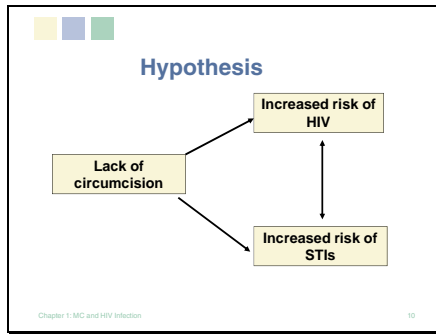 Hypothesis
Increased risk of
HIV
Lack of
circumcision
Increased risk of
STIs
Chapter 1: MC and HIV Infection
10